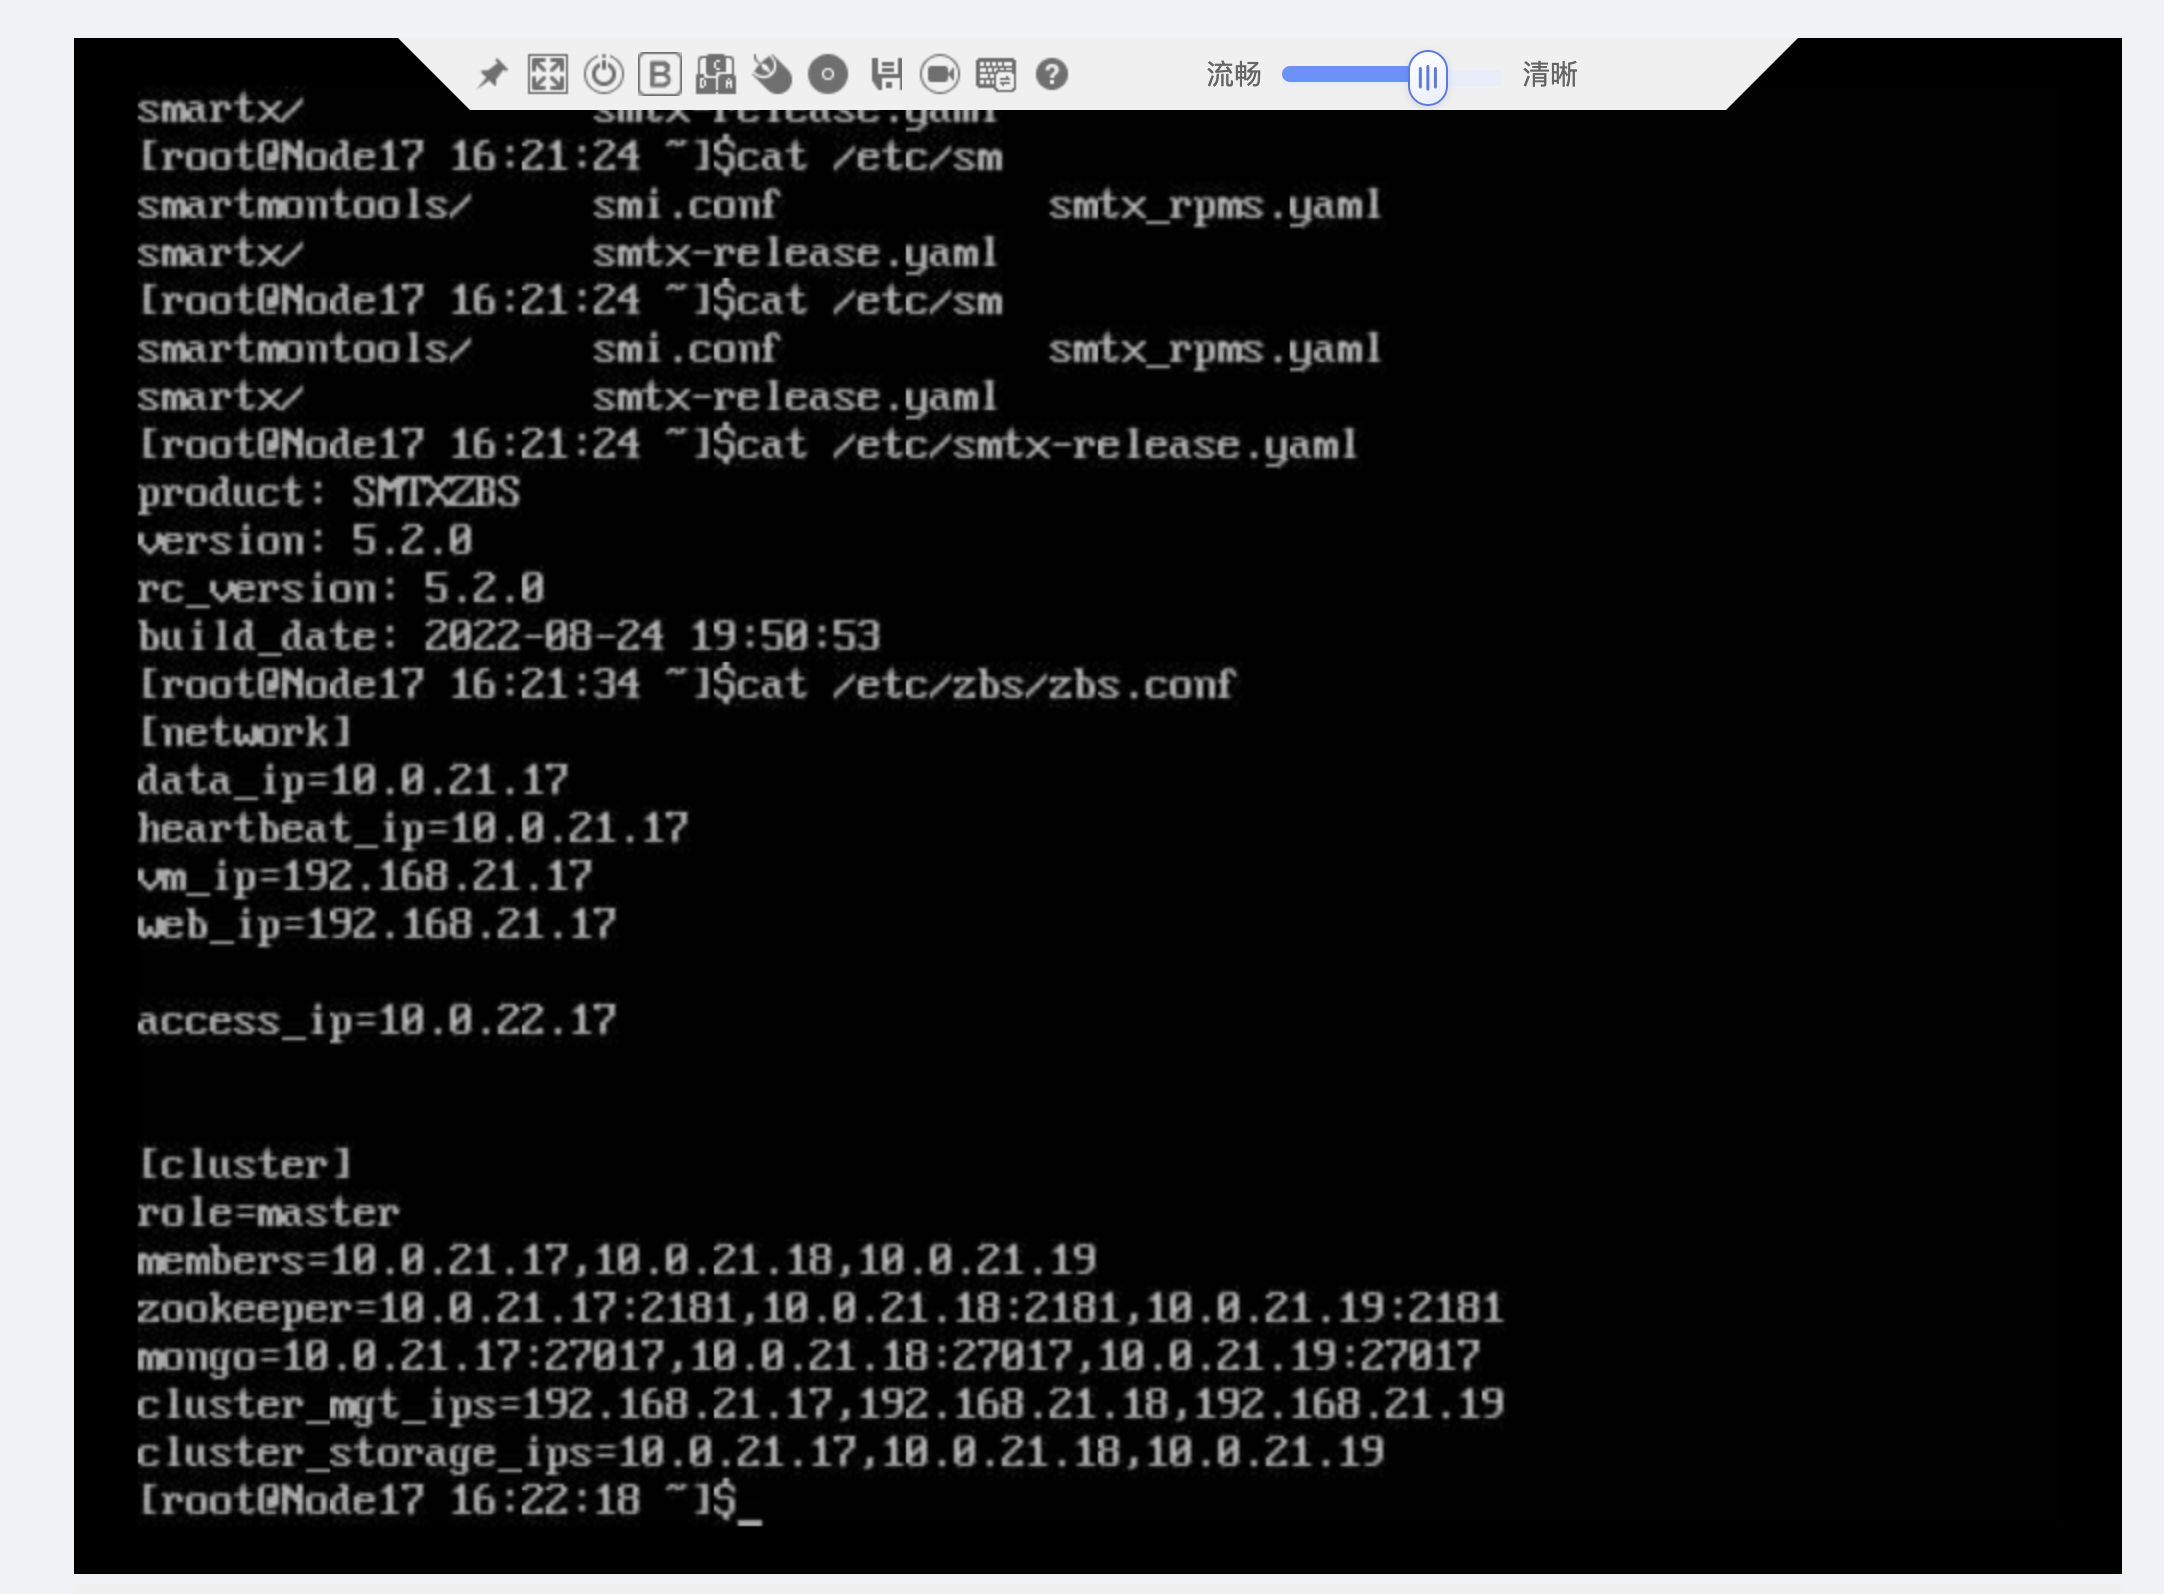 流畅 清晰
smartx/ smtx-release.yaml
[root@Node17 16:21:24 ~]$cat /etc/sm
smartmontools/ smi.conf smtx_rpms.yaml
smartx/ smtx-release.yaml
[root@Node17 16:21:24 ~]$cat /etc/sm
smartmontools/ smi.conf smtx_rpms.yaml
smartx/ smtx-release.yaml
[root@Node17 16:21:24 ~]$cat /etc/smtx-release.yaml
product: SMTXZBS
version: 5.2.0
rc_version: 5.2.0
build_date: 2022-08-24 19:50:53
[root@Node17 16:21:34 ~]$cat /etc/zbs/zbs.conf
[network]
data_ip=10.0.21.17
heartbeat_ip=10.0.21.17
vm_ip=192.168.21.17
web_ip=192.168.21.17
access_ip=10.0.22.17
[cluster]
role=master
members=10.0.21.17,10.0.21.18,10.0.21.19
zookeeper=10.0.21.17:2181,10.0.21.18:2181,10.0.21.19:2181
mongo=10.0.21.17:27017,10.0.21.18:27017,10.0.21.19:27017
cluster_mgt_ips=192.168.21.17,192.168.21.18,192.168.21.19
cluster_storage_ips=10.0.21.17,10.0.21.18,10.0.21.19
[root@Node17 16:22:18 ~]$_